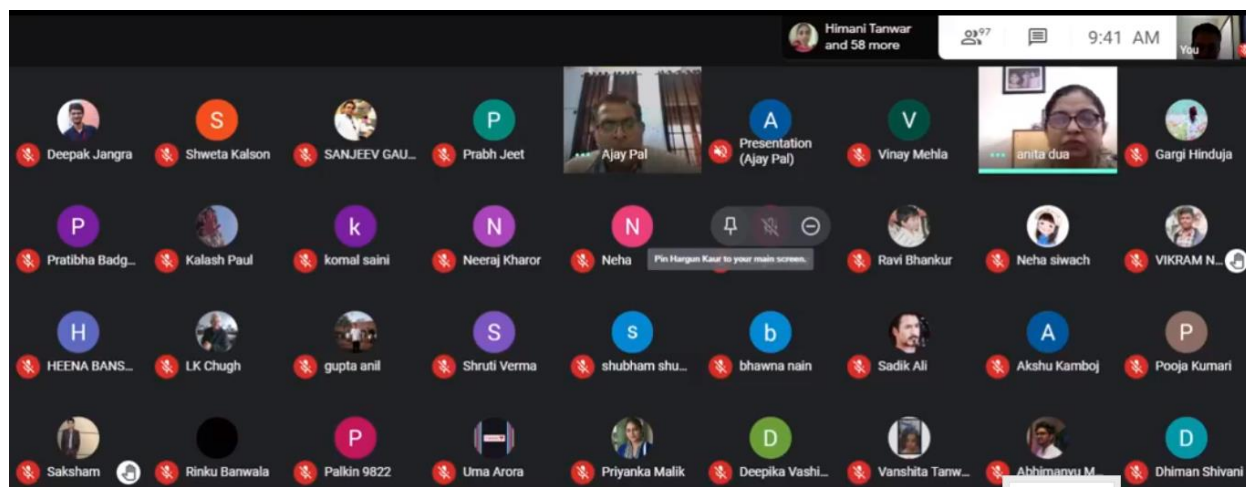 Himani Tanwar
and 58 more
97
9:41 AM
You
S
P
A
V
Deepak Jangra
Shweta Kalson
SANJEEV GAU...
Prabh Jeet
Ajay Pal
Presentation
(Ajay Pal)
Vinay Mehla
anita dua
Gargi Hinduja
P
k
N
N
Pratibha Badg...
Kalash Paul
komal saini
Neeraj Kharor
Neha
Pin Hargun Kaur to your main screen.
Ravi Bhankur
Neha siwach
VIKRAM N...
H
S
s
b
A
P
HEENA BANS...
LK Chugh
gupta anil
Shruti Verma
shubham shu...
bhawna nain
Sadik Ali
Akshu Kamboj
Pooja Kumari
P
D
D
Saksham
Rinku Banwala
Palkin 9822
Uma Arora
Priyanka Malik
Deepika Vashi...
Vanshita Tanw...
Abhimanyu M...
Dhiman Shivani